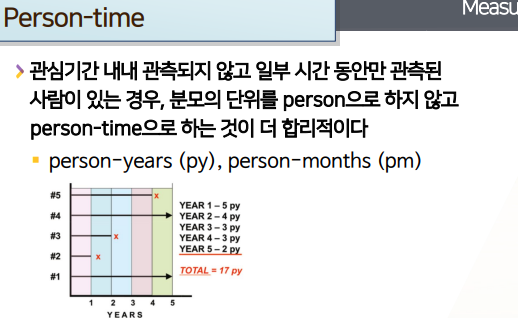 Measu
Person-time
관심기간 내내 관측되지 않고 일부 시간 동안만 관측된
사람이 있는 경우, 분모의 단위를 person으로 하지 않고
person-time으로 하는 것이 더 합리적이다
person-years (py), person-months (pm)
#5 x
#4
#3 x
#2 x
#1
1 2 3 4 5
YEARS
YEAR 1 – 5 py
YEAR 2 – 4 py
YEAR 3 – 3 py
YEAR 4 – 3 py
YEAR 5 – 2 py
TOTAL = 17 py